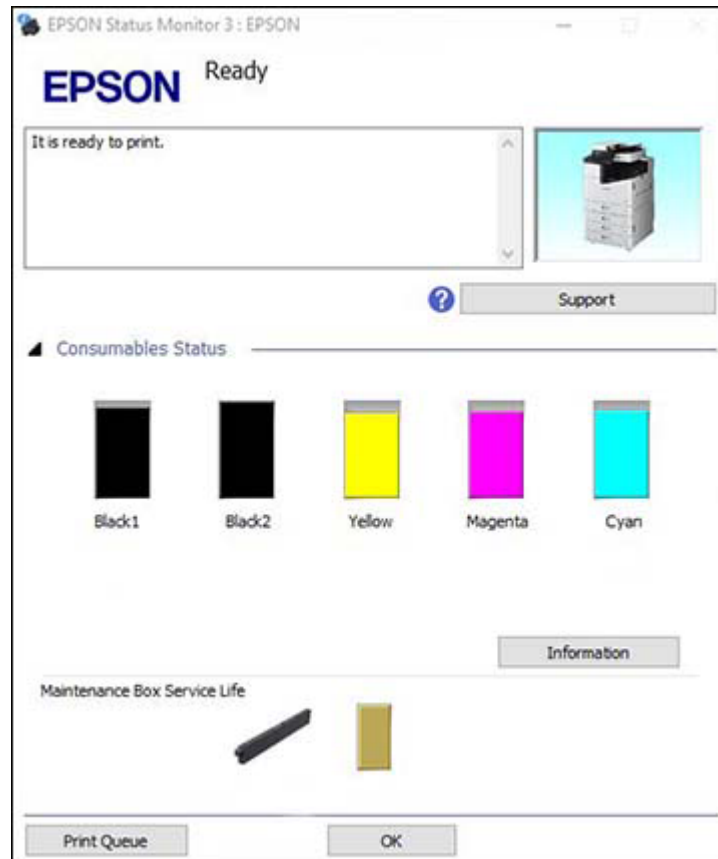 EPSON Status Monitor 3 : EPSON
EPSON
Ready
It is ready to print.
?
Support
Consumables Status
Black1
Black2
Yellow
Magenta
Cyan
Information
Maintenance Box Service Life
Print Queue
OK